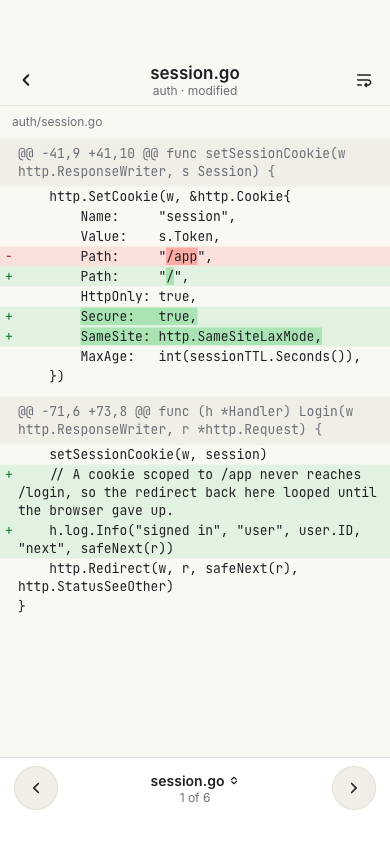 session.go
auth · modified
auth/session.go
@@ -41,9 +41,10 @@ func setSessionCookie(w
http.ResponseWriter, s Session) {
    http.SetCookie(w, &http.Cookie{
        Name:     "session",
        Value:    s.Token,
-       Path:     "/app",
+       Path:     "/",
        HttpOnly: true,
+       Secure:   true,
+       SameSite: http.SameSiteLaxMode,
        MaxAge:   int(sessionTTL.Seconds()),
    })
@@ -71,6 +73,8 @@ func (h *Handler) Login(w
http.ResponseWriter, r *http.Request) {
    setSessionCookie(w, session)
+   // A cookie scoped to /app never reaches
/login, so the redirect back here looped until
the browser gave up.
+   h.log.Info("signed in", "user", user.ID,
"next", safeNext(r))
    http.Redirect(w, r, safeNext(r),
http.StatusSeeOther)
}
session.go
1 of 6